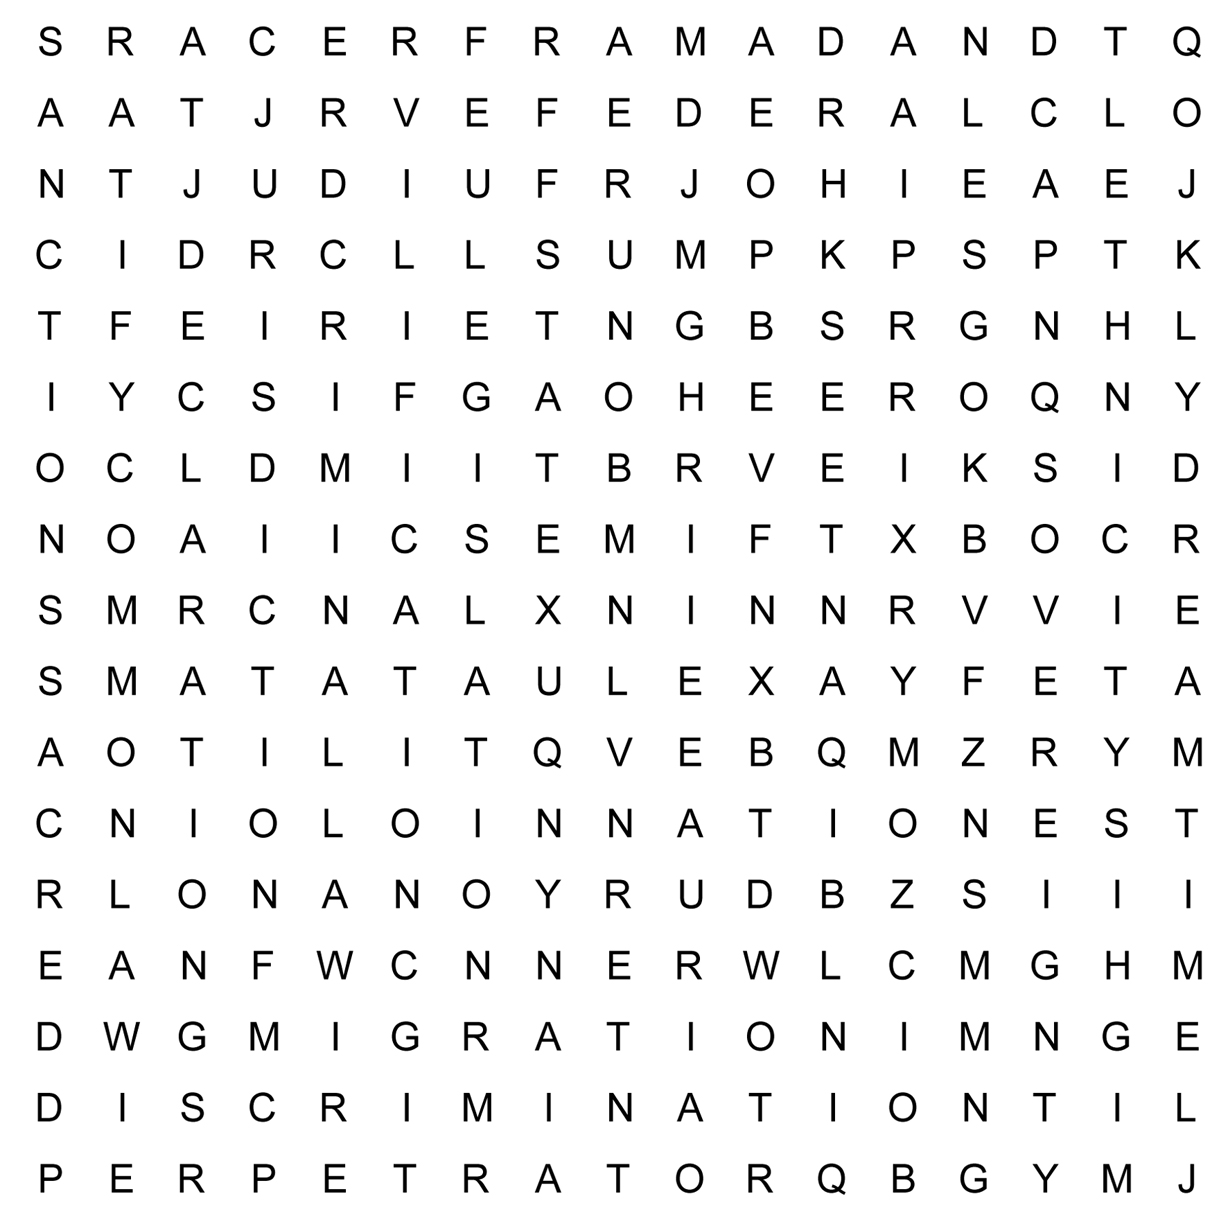 S R A C E R F R A M A D A N D T Q
A A T J R V E F E D E R A L C L O
N T J U D I U F R J O H I E A E J
C I D R C L L S U M P K P S P T K
T F E I R I E T N G B S R G N H L
I Y C S I F G A O H E E R O Q N Y
O C L D M I I T B R V E I K S I D
N O A I I C S E M I F T X B O C R
S M R C N A L X N I N N R V V I E
S M A T A T A U L E X A Y F E T A
A O T I L I T Q V E B Q M Z R Y M
C N I O L O I N N A T I O N E S T
R L O N A N O Y R U D B Z S I I I
E A N F W C N N E R W L C M G H M
D W G M I G R A T I O N I M N G E
D I S C R I M I N A T I O N T I L
P E R P E T R A T O R Q B G Y M J